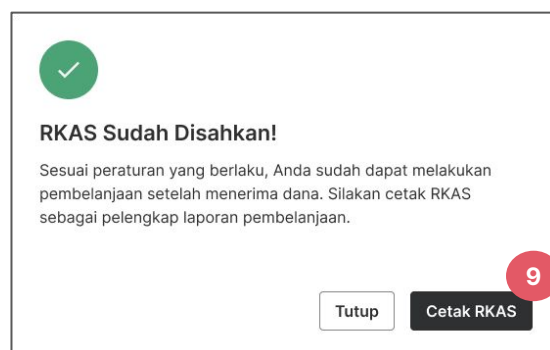 RKAS Sudah Disahkan!
Sesuai peraturan yang berlaku, Anda sudah dapat melakukan
pembelanjaan setelah menerima dana. Silakan cetak RKAS
sebagai pelengkap laporan pembelanjaan.
9
Tutup
Cetak RKAS